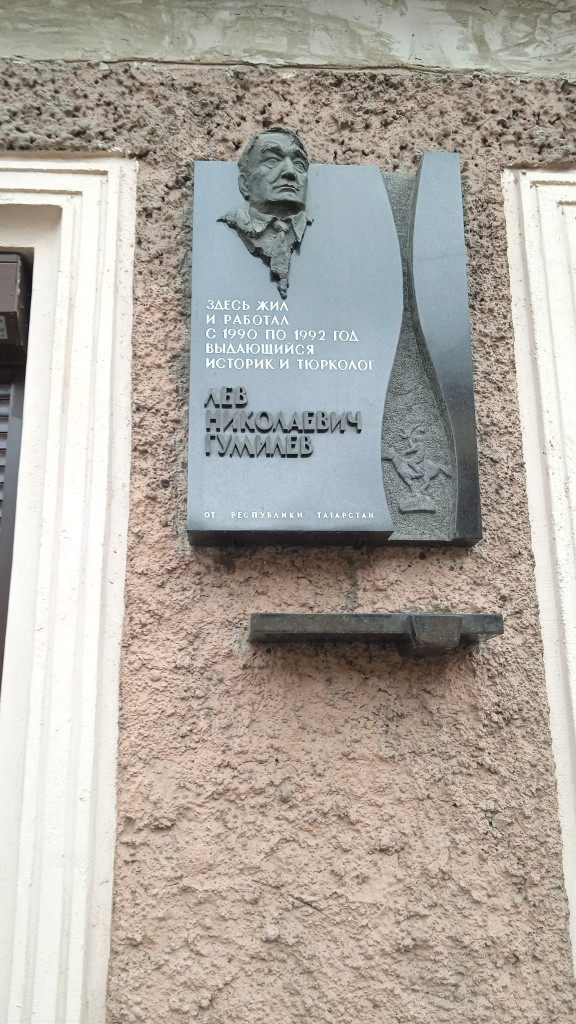 ЗДЕСЬ ЖИЛ
И РАБОТАЛ
С 1990 ПО 1992 ГОД
ВЫДАЮЩИЙСЯ
ИСТОРИК И ТЮРКОЛОГ
ЛЕВ
НИКОЛАЕВИЧ
ГУМИЛЕВ
ОТ РЕСПУБЛИКИ ТАТАРСТАН